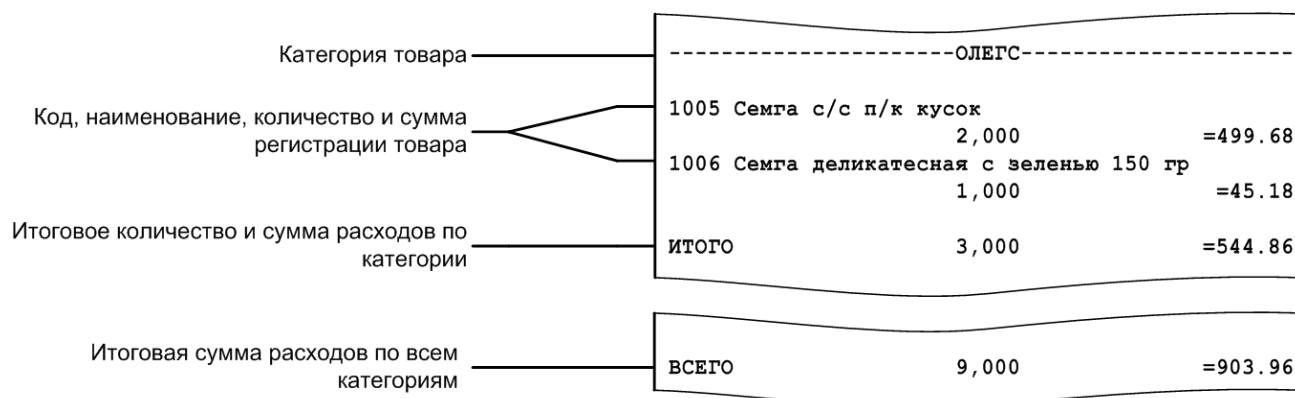 Категория товара
Код, наименование, количество и сумма
регистрации товара
Итоговое количество и сумма расходов по
категории
Итоговая сумма расходов по всем
категориям
----------------------ОЛЕГС---------------------
1005 Семга с/с п/к кусок
2,000 =499.68
1006 Семга деликатесная с зеленью 150 гр
1,000 =45.18
ИТОГО 3,000 =544.86
ВСЕГО 9,000 =903.96